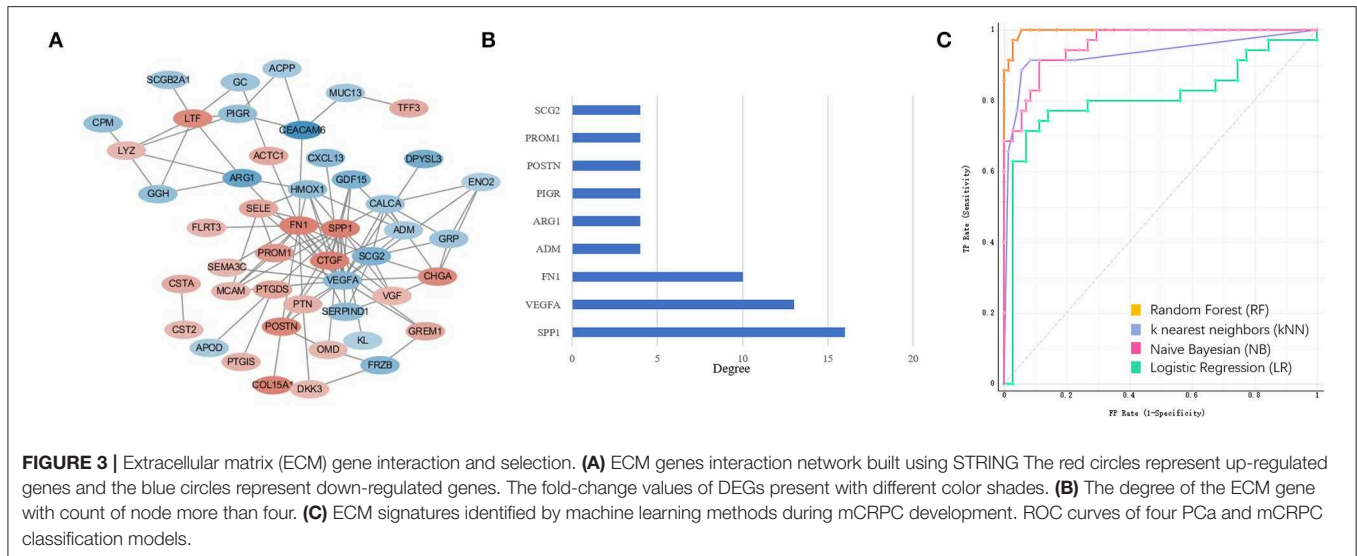 A
B
C
SCGB2A1
GC
ACPP
MUC13
TFF3
LTF
PIGR
CEACAM6
CPM
LYZ
ACTC1
CXCL13
DPYSL3
GGH
ARG1
HMOX1
GDF15
CALCA
ENO2
SELE
FLRT3
FN1
SPP1
ADM
GRP
PROM1
CTGF
SCG2
SEMA3C
VEGFA
CHGA
CSTA
MCAM
PTGDS
PTN
VGF
SERPIND1
CST2
POSTN
GREM1
APOD
PTGIS
OMD
KL
FRZB
COL15A1
DKK3
SCG2
PROM1
POSTN
PIGR
ARG1
ADM
FN1
VEGFA
SPP1
0 5 10 15 20
Degree
TP Rate (Sensitivity)
1
0.8
0.6
0.4
0.2
0
0 0.2 0.4 0.6 0.8 1
FP Rate (1-Specificity)
Random Forest (RF)
k nearest neighbors (kNN)
Naive Bayesian (NB)
Logistic Regression (LR)
FIGURE 3 | Extracellular matrix (ECM) gene interaction and selection. (A) ECM genes interaction network built using STRING The red circles represent up-regulated
genes and the blue circles represent down-regulated genes. The fold-change values of DEGs present with different color shades. (B) The degree of the ECM gene
with count of node more than four. (C) ECM signatures identified by machine learning methods during mCRPC development. ROC curves of four PCa and mCRPC
classification models.